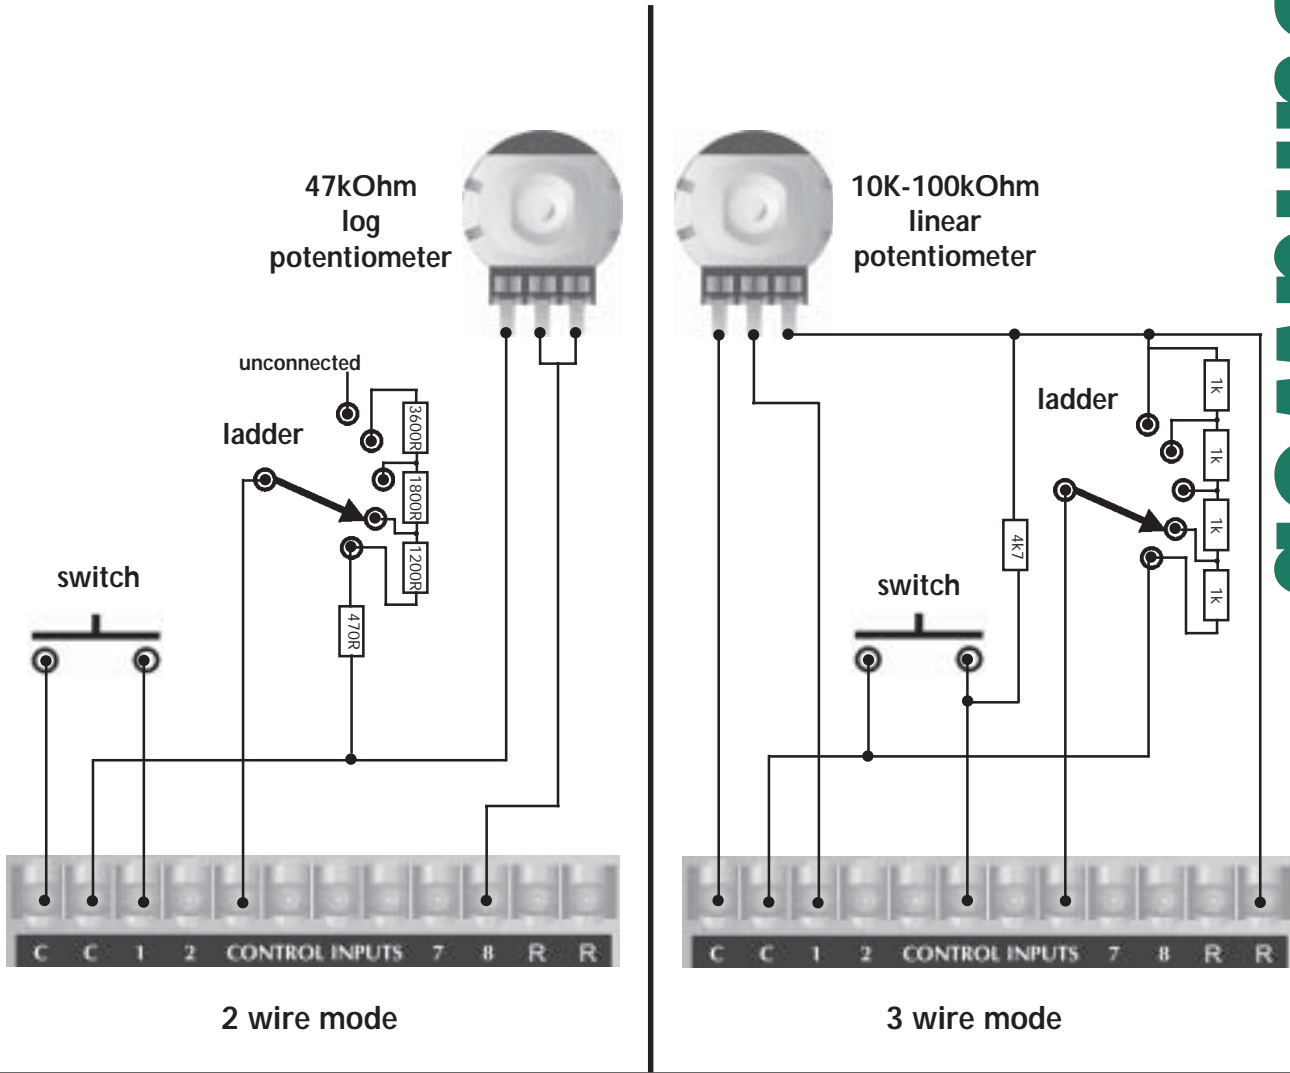 47kOhm
log
potentiometer
unconnected
ladder
3600R
1800R
1200R
470R
switch
C C 1 2 CONTROL INPUTS 7 8 R R
2 wire mode
10K-100kOhm
linear
potentiometer
ladder
1k
1k
1k
1k
4k7
switch
C C 1 2 CONTROL INPUTS 7 8 R R
3 wire mode